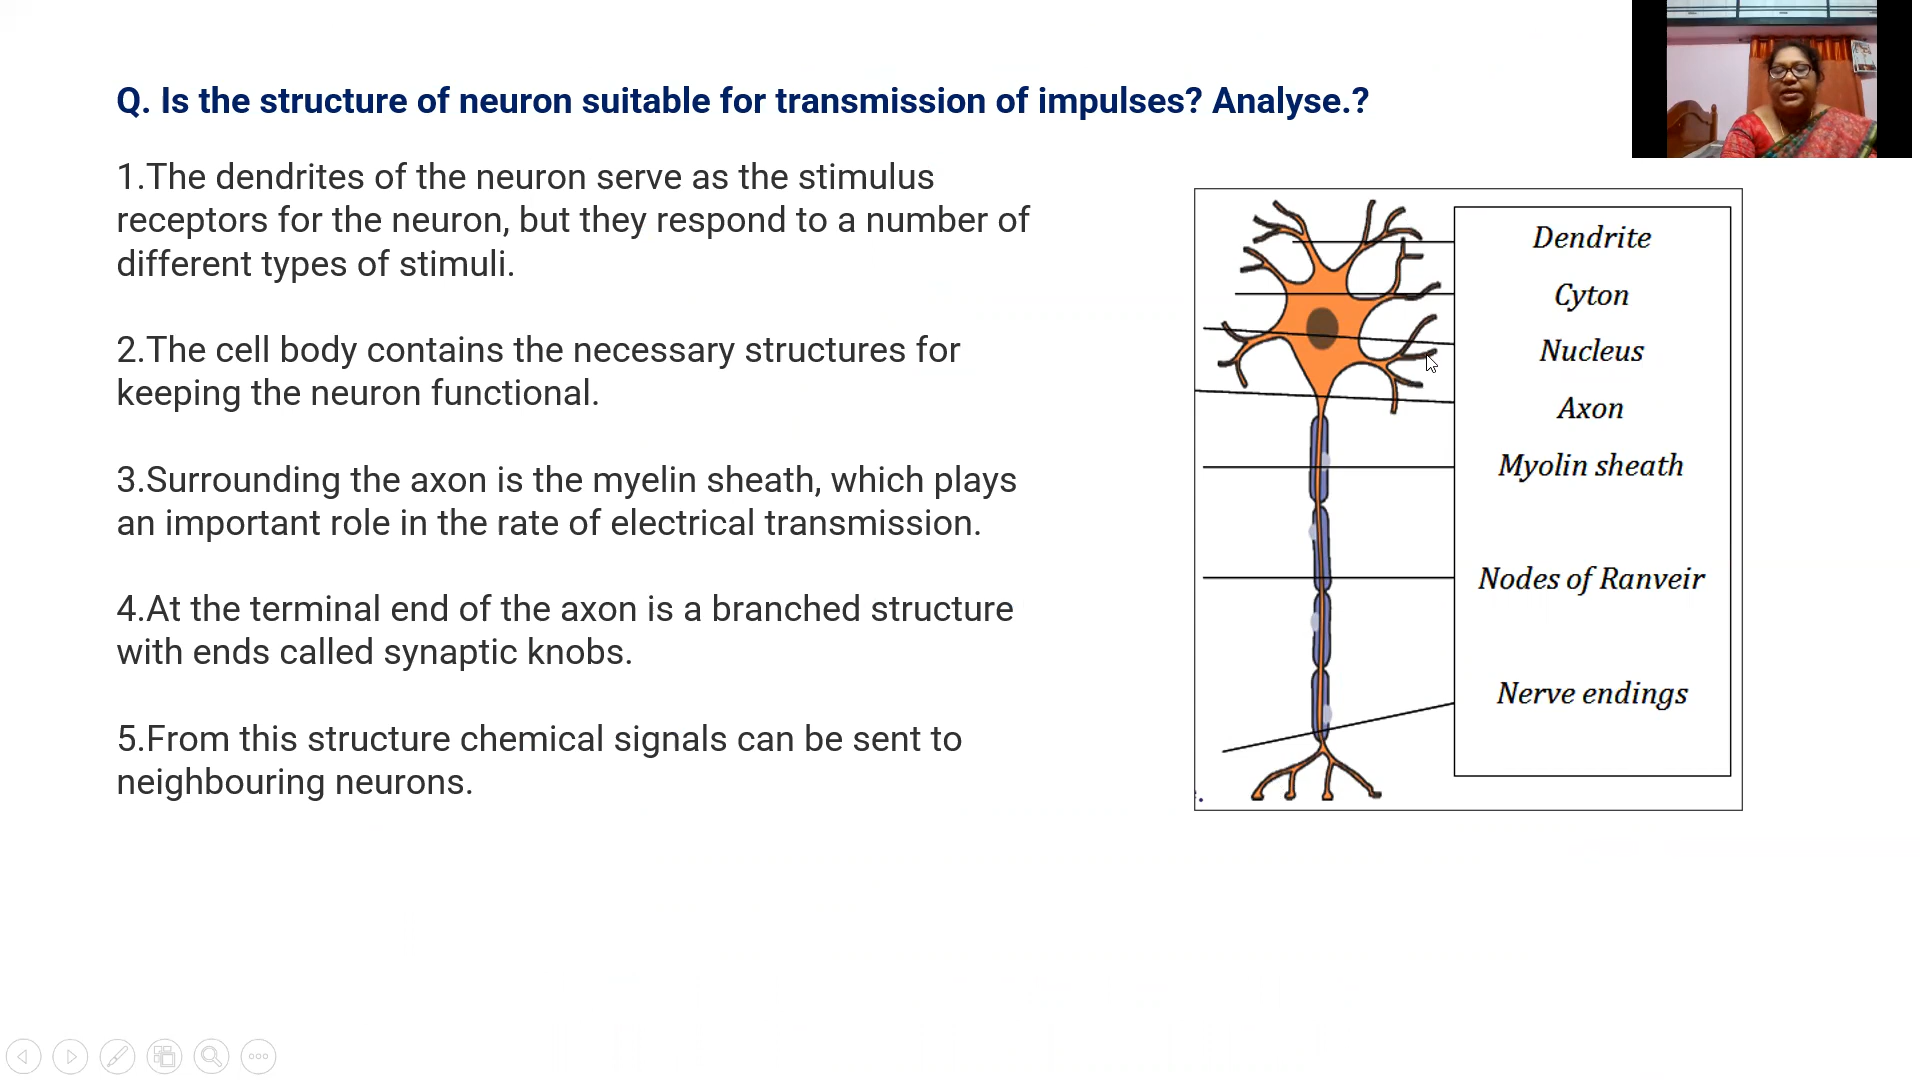 Q. Is the structure of neuron suitable for transmission of impulses? Analyse.?
1.The dendrites of the neuron serve as the stimulus
receptors for the neuron, but they respond to a number of
different types of stimuli.
2.The cell body contains the necessary structures for
keeping the neuron functional.
3.Surrounding the axon is the myelin sheath, which plays
an important role in the rate of electrical transmission.
4.At the terminal end of the axon is a branched structure
with ends called synaptic knobs.
5.From this structure chemical signals can be sent to
neighbouring neurons.
Dendrite
Cyton
Nucleus
Axon
Myolin sheath
Nodes of Ranveir
Nerve endings